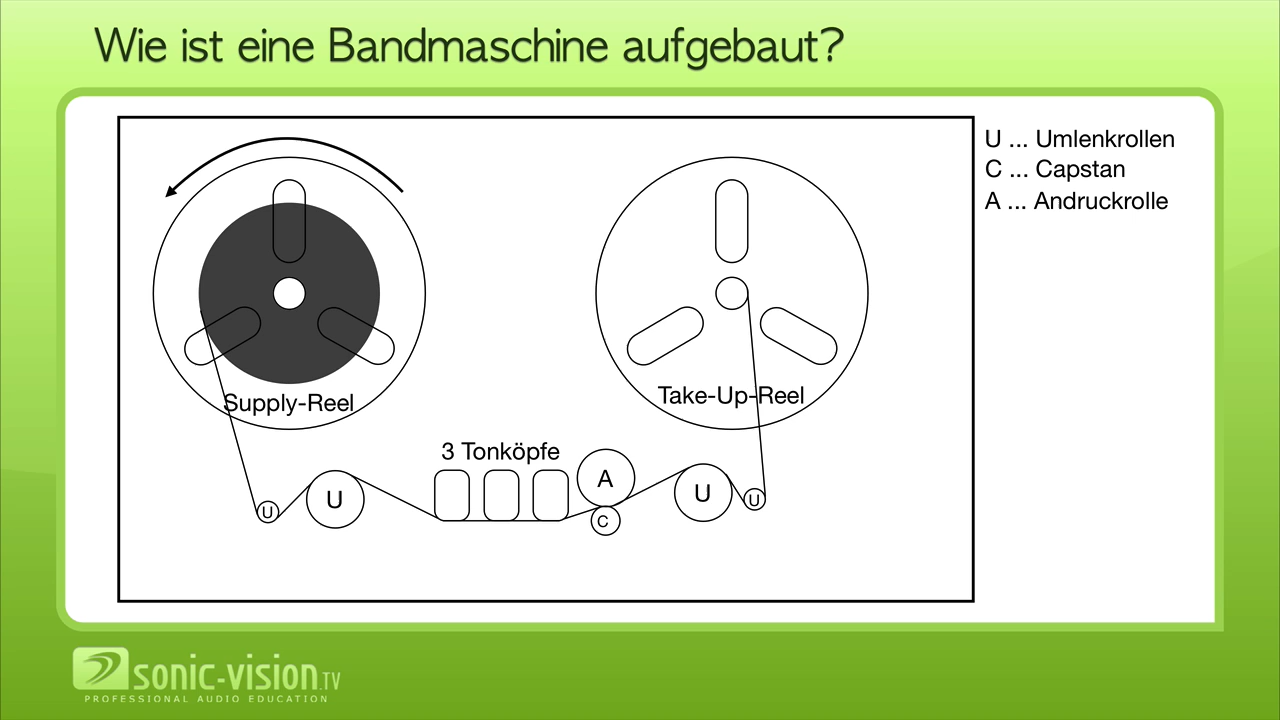 Wie ist eine Bandmaschine aufgebaut?
U ... Umlenkrollen
C ... Capstan
A ... Andruckrolle
Supply-Reel
Take-Up-Reel
3 Tonköpfe
U
U
A
C
U
U
sonic-vision.TV
PROFESSIONAL AUDIO EDUCATION